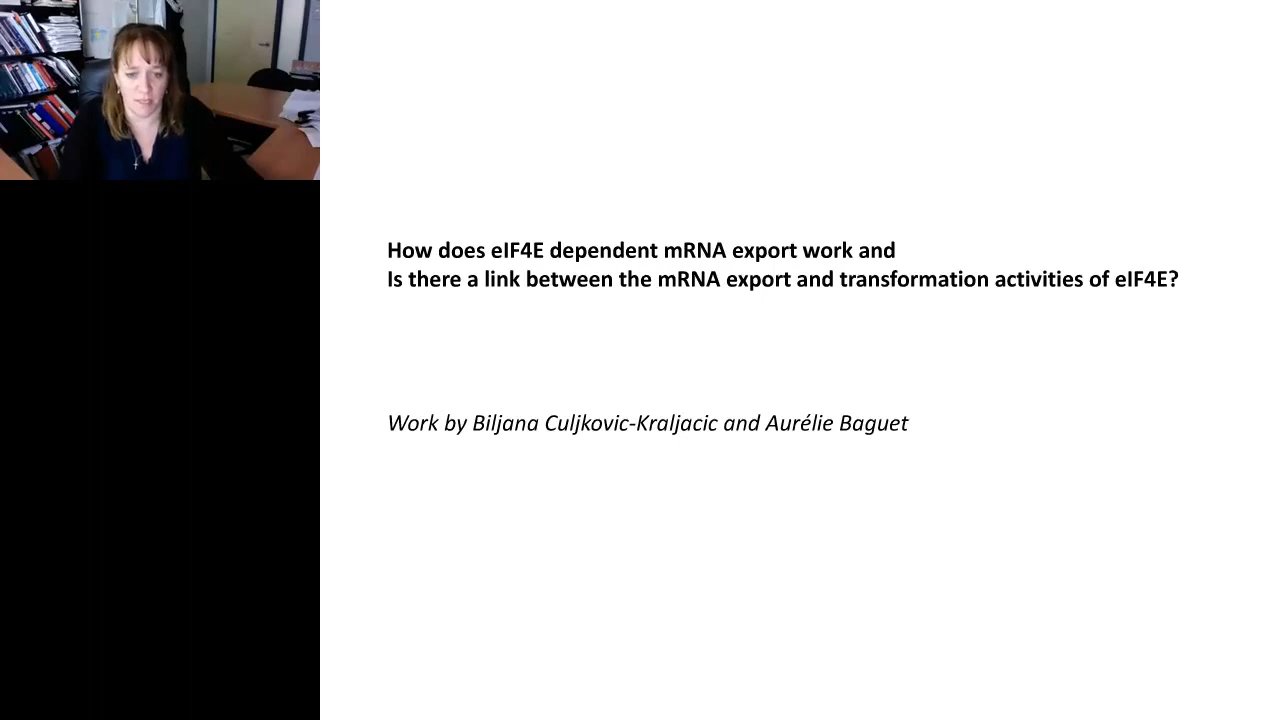 How does eIF4E dependent mRNA export work and
Is there a link between the mRNA export and transformation activities of eIF4E?
Work by Biljana Culjkovic-Kraljacic and Aurélie Baguet